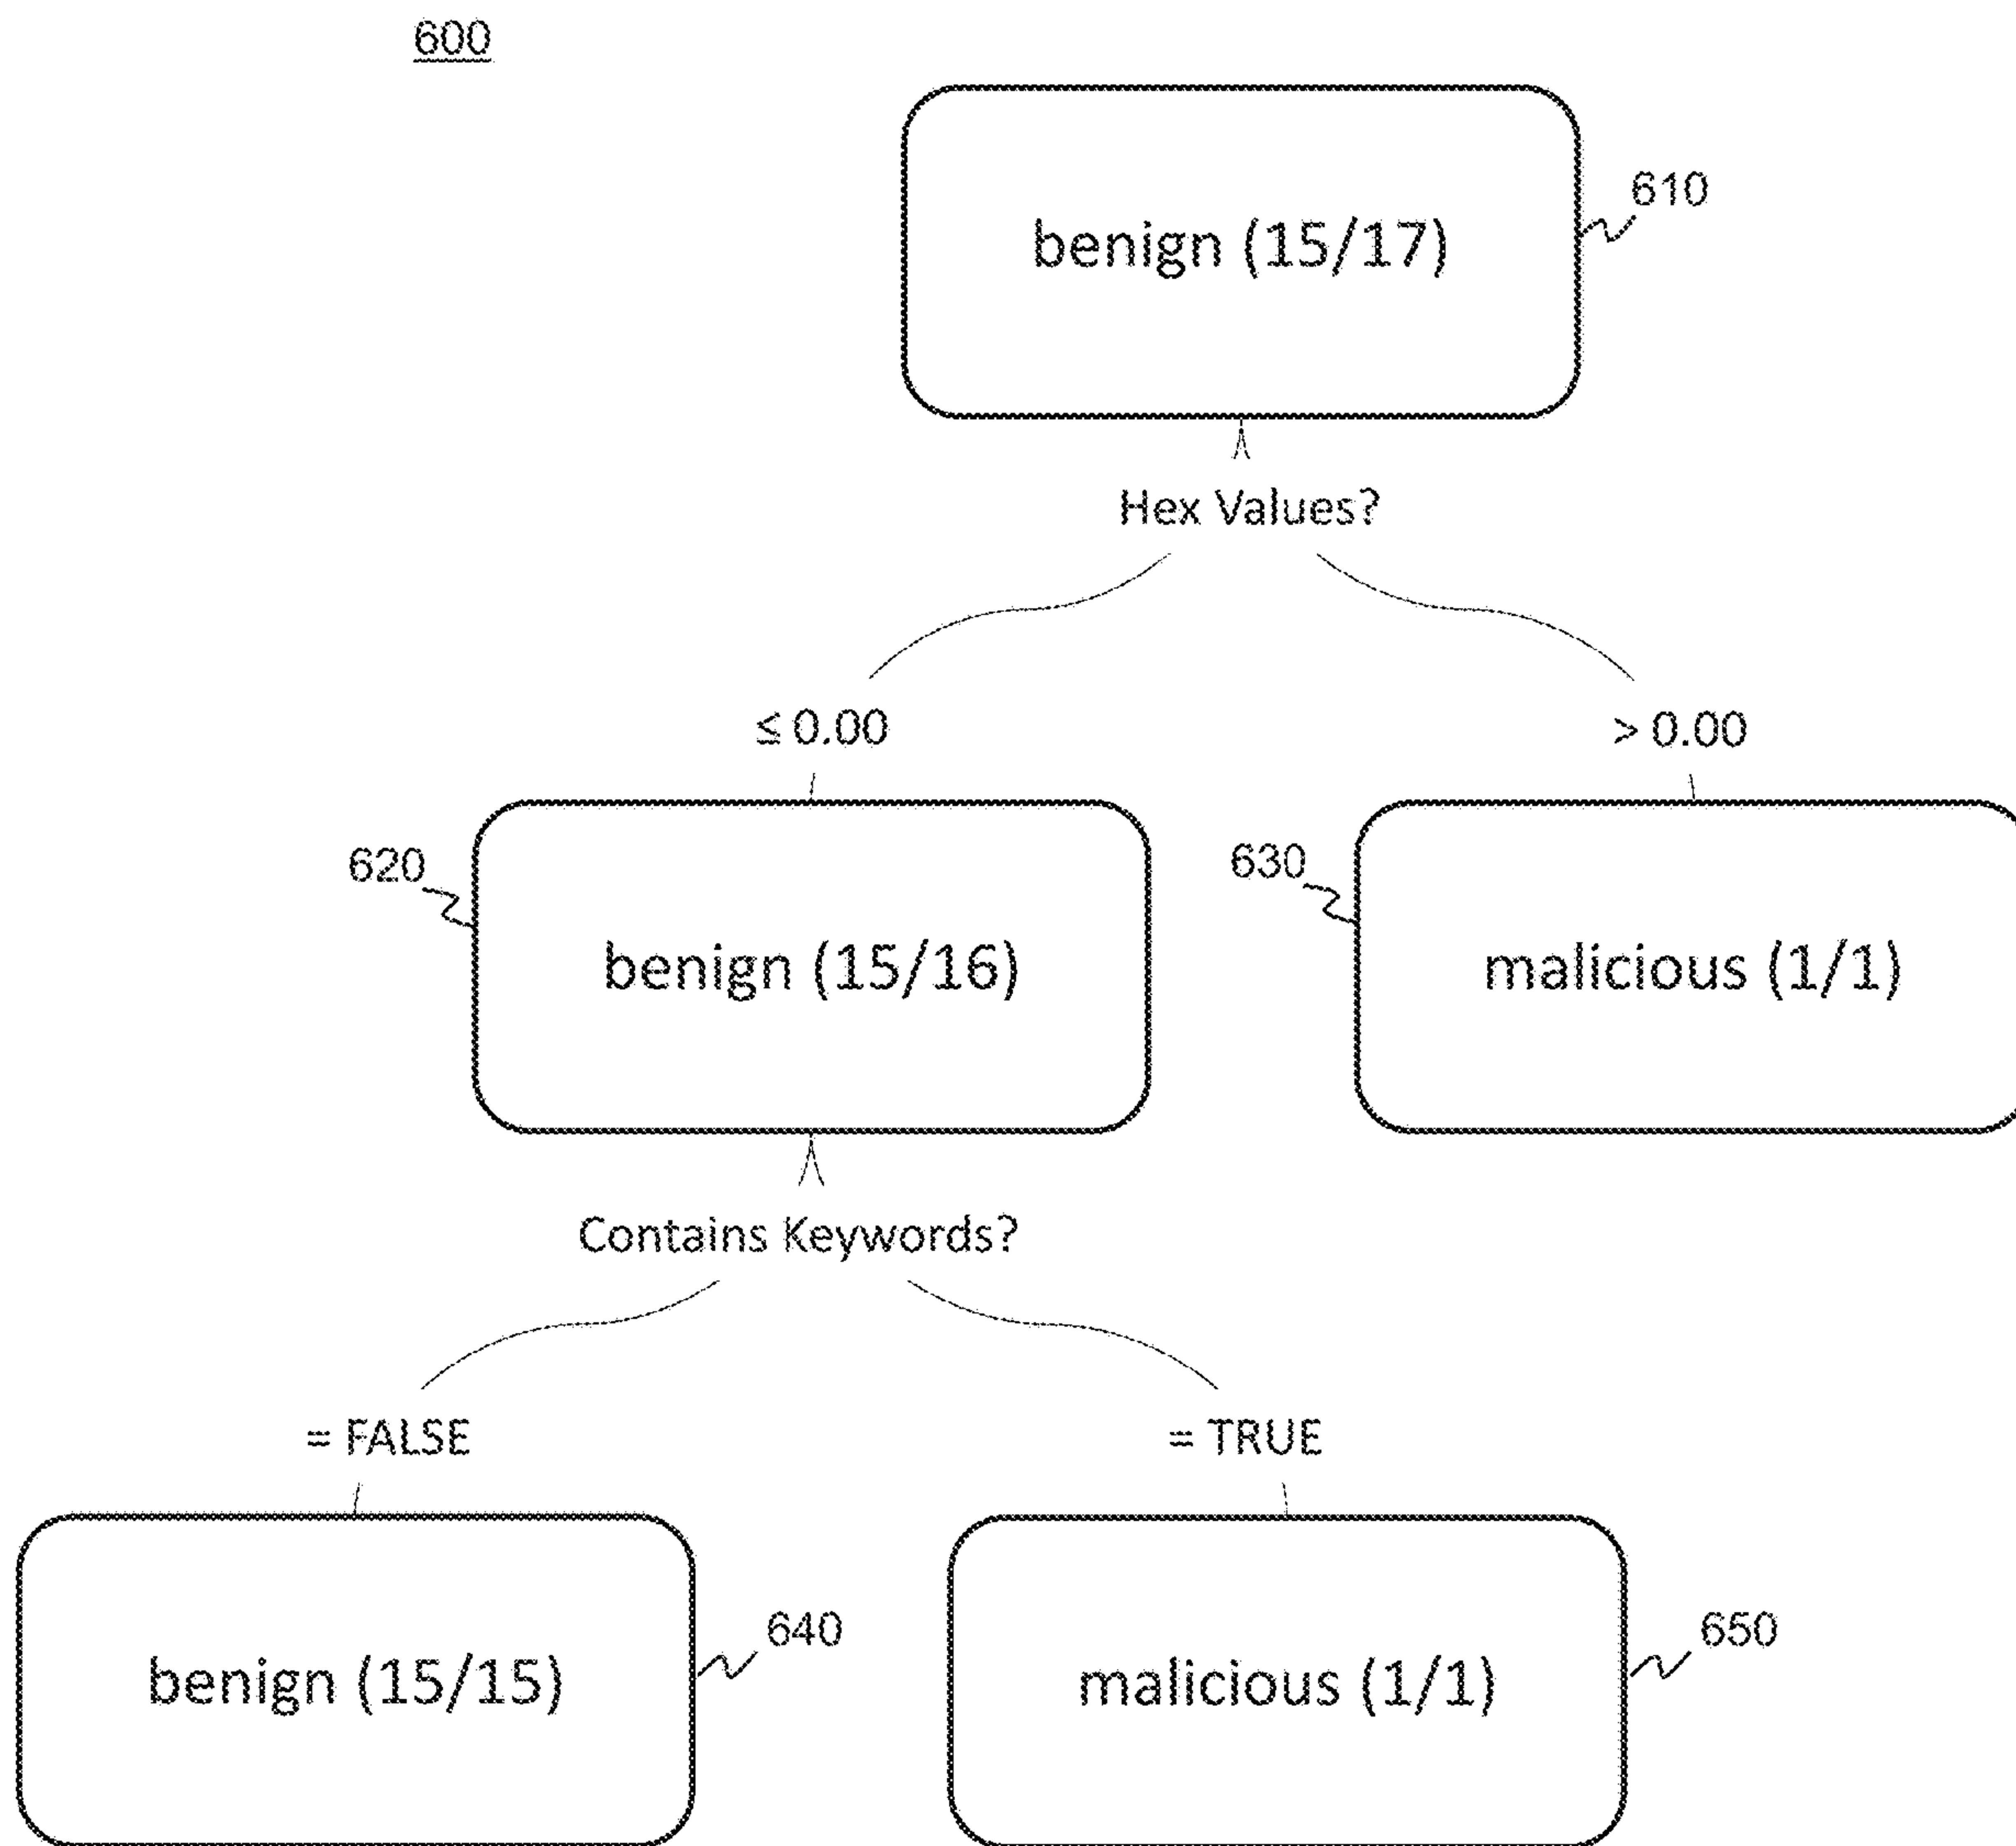 600
610
benign (15/17)
Hex Values?
≤ 0.00
> 0.00
620
630
benign (15/16)
malicious (1/1)
Contains Keywords?
= FALSE
= TRUE
640
650
benign (15/15)
malicious (1/1)